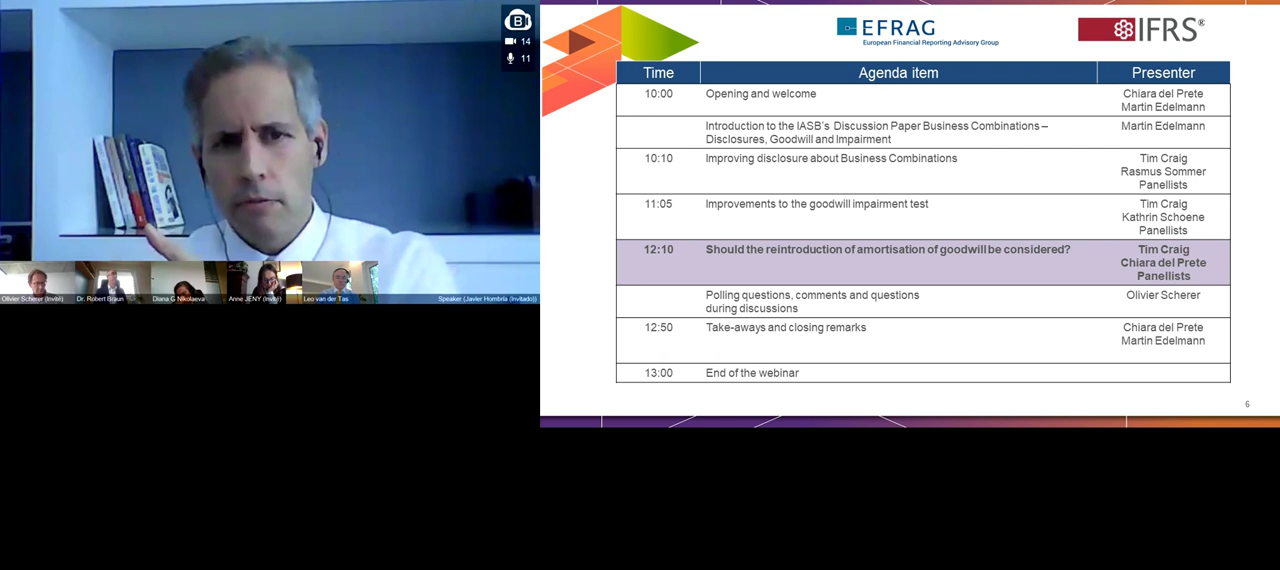 B
14
11
Olivier Scherer (Invité)
Dr. Robert Braun
Diana G Nikolaeva
Anne JENY (Invité)
Leo van der Tas
Speaker (Javier Hombría (Invitado))
EFRAG
European Financial Reporting Advisory Group
IFRS®
Time Agenda item Presenter
10:00 Opening and welcome Chiara del Prete
Martin Edelmann
Introduction to the IASB's Discussion Paper Business Combinations – Martin Edelmann
Disclosures, Goodwill and Impairment
10:10 Improving disclosure about Business Combinations Tim Craig
Rasmus Sommer
Panellists
11:05 Improvements to the goodwill impairment test Tim Craig
Kathrin Schoene
Panellists
12:10 Should the reintroduction of amortisation of goodwill be considered? Tim Craig
Chiara del Prete
Panellists
Polling questions, comments and questions Olivier Scherer
during discussions
12:50 Take-aways and closing remarks Chiara del Prete
Martin Edelmann
13:00 End of the webinar
6